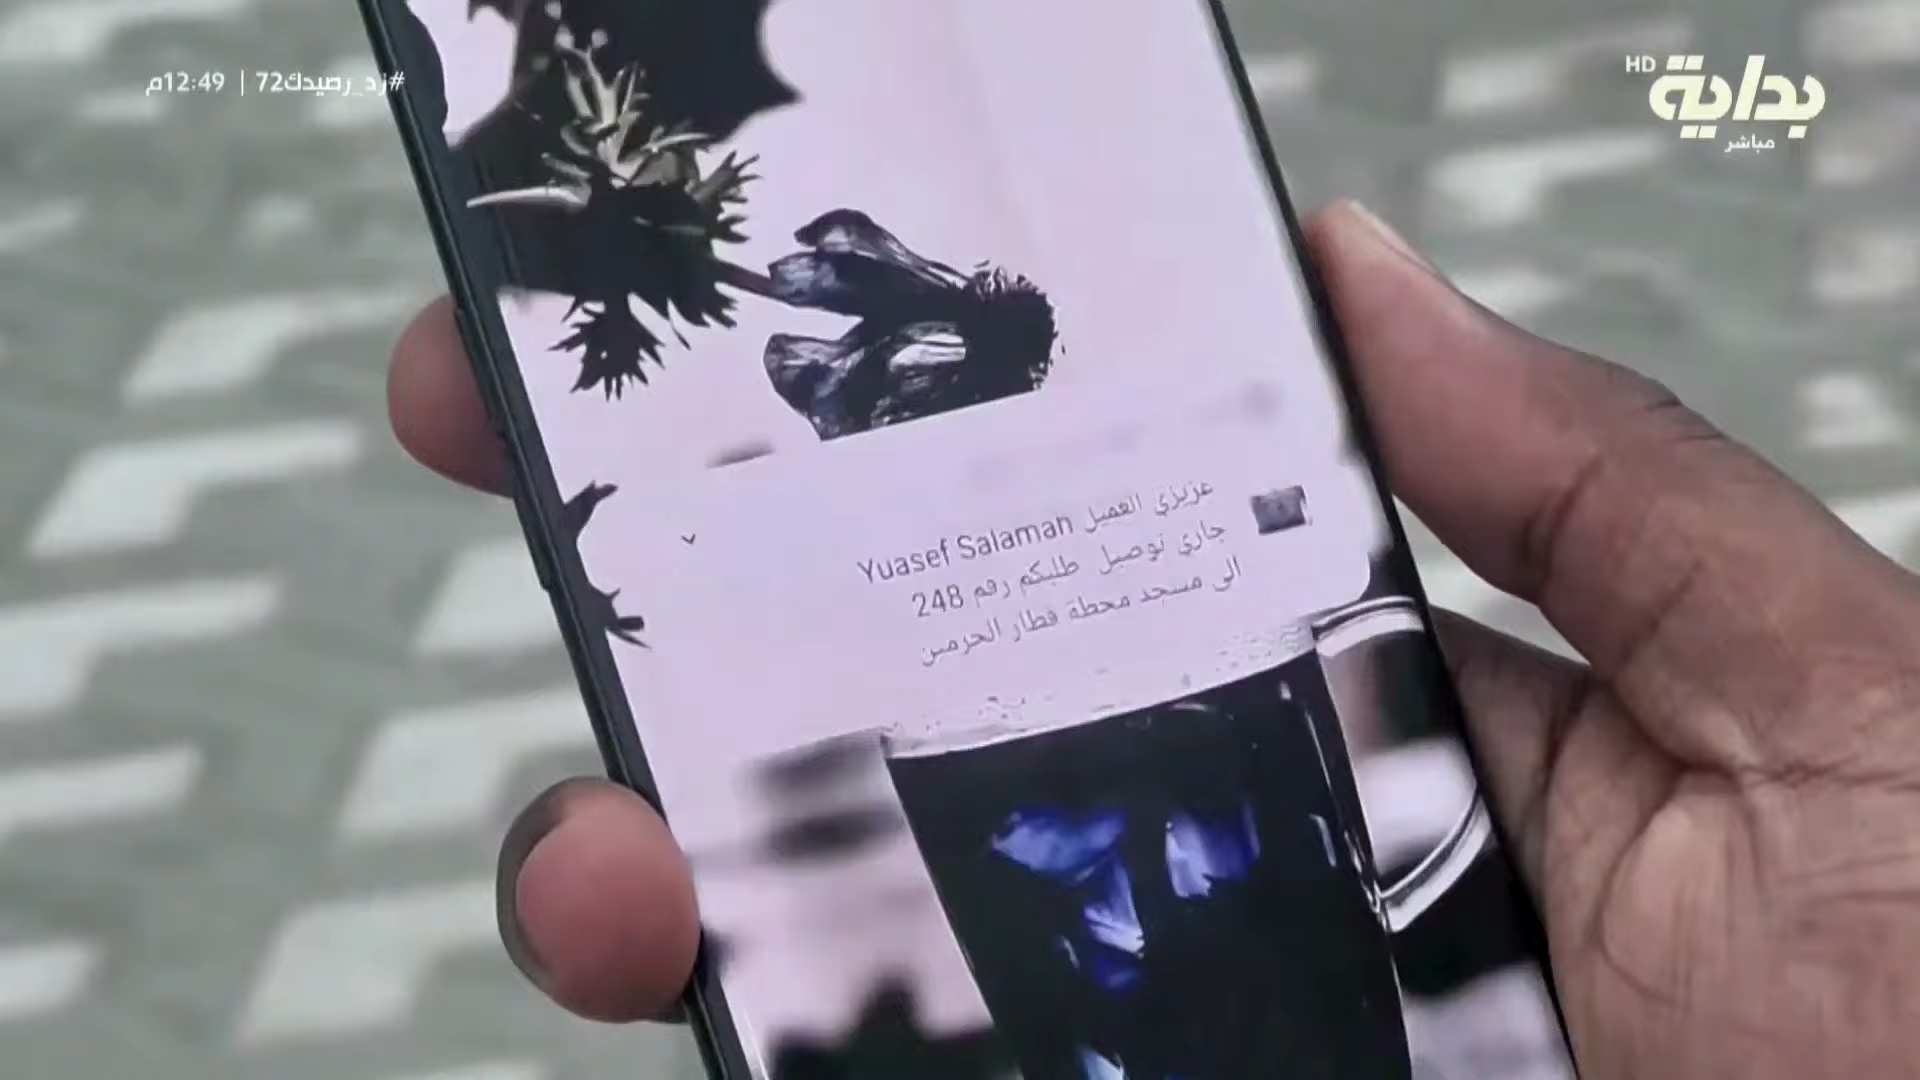 #زد_رصيدك72 | 12:49م
HD
بداية
مباشر
عزيزي العميل Yuasef Salaman
جاري توصيل طلبكم رقم 248
الى مسجد محطة قطار الحرمين